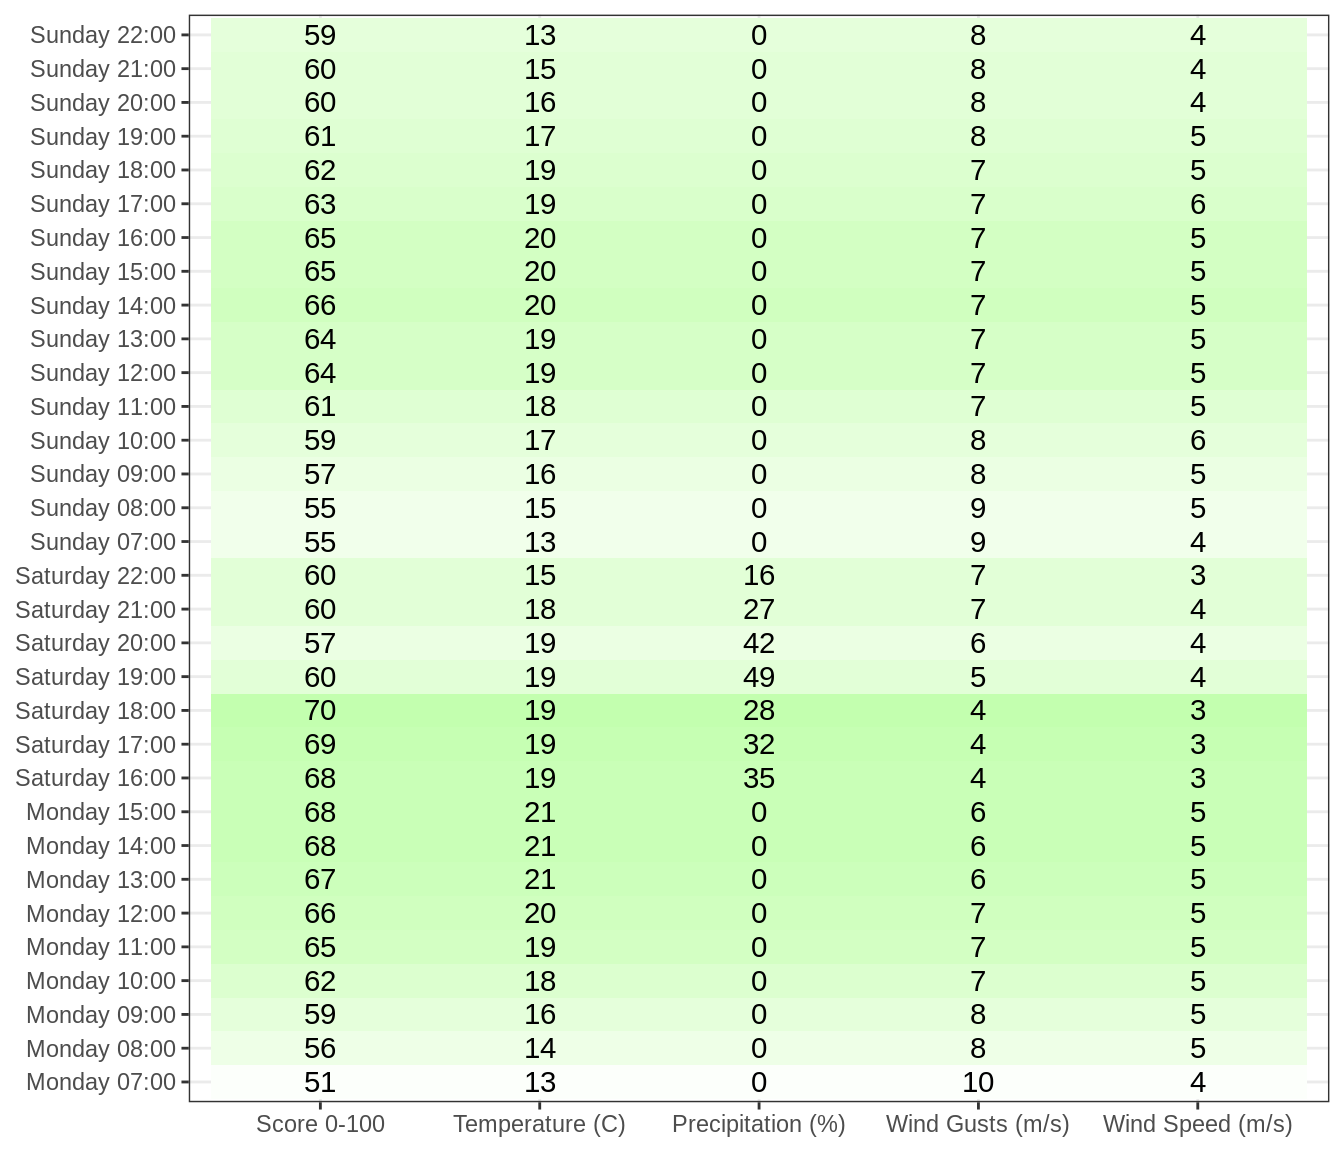 Sunday 22:00 59 13 0 8 4
Sunday 21:00 60 15 0 8 4
Sunday 20:00 60 16 0 8 4
Sunday 19:00 61 17 0 8 5
Sunday 18:00 62 19 0 7 5
Sunday 17:00 63 19 0 7 6
Sunday 16:00 65 20 0 7 5
Sunday 15:00 65 20 0 7 5
Sunday 14:00 66 20 0 7 5
Sunday 13:00 64 19 0 7 5
Sunday 12:00 64 19 0 7 5
Sunday 11:00 61 18 0 7 5
Sunday 10:00 59 17 0 8 6
Sunday 09:00 57 16 0 8 5
Sunday 08:00 55 15 0 9 5
Sunday 07:00 55 13 0 9 4
Saturday 22:00 60 15 16 7 3
Saturday 21:00 60 18 27 7 4
Saturday 20:00 57 19 42 6 4
Saturday 19:00 60 19 49 5 4
Saturday 18:00 70 19 28 4 3
Saturday 17:00 69 19 32 4 3
Saturday 16:00 68 19 35 4 3
Monday 15:00 68 21 0 6 5
Monday 14:00 68 21 0 6 5
Monday 13:00 67 21 0 6 5
Monday 12:00 66 20 0 7 5
Monday 11:00 65 19 0 7 5
Monday 10:00 62 18 0 7 5
Monday 09:00 59 16 0 8 5
Monday 08:00 56 14 0 8 5
Monday 07:00 51 13 0 10 4
Score 0-100 Temperature (C) Precipitation (%) Wind Gusts (m/s) Wind Speed (m/s)